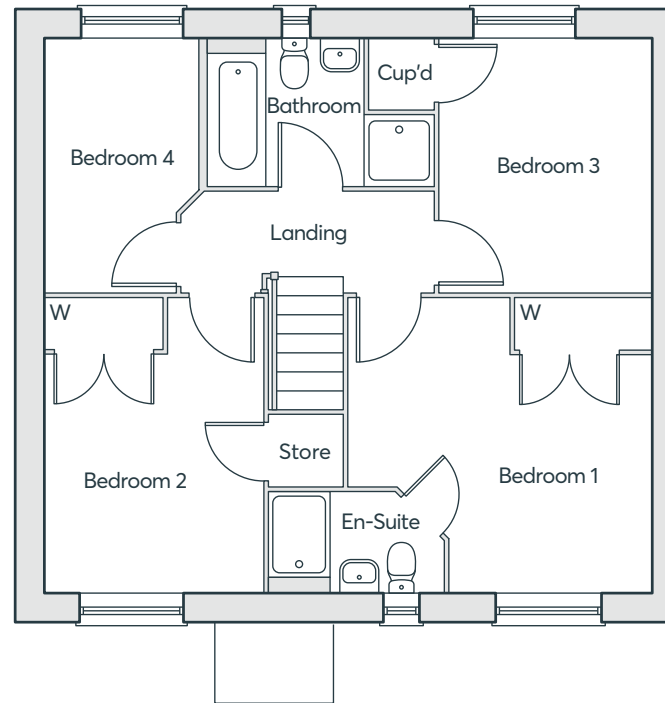 Cup'd
Bathroom
Bedroom 4
Bedroom 3
Landing
W
W
Store
Bedroom 2
Bedroom 1
En-Suite